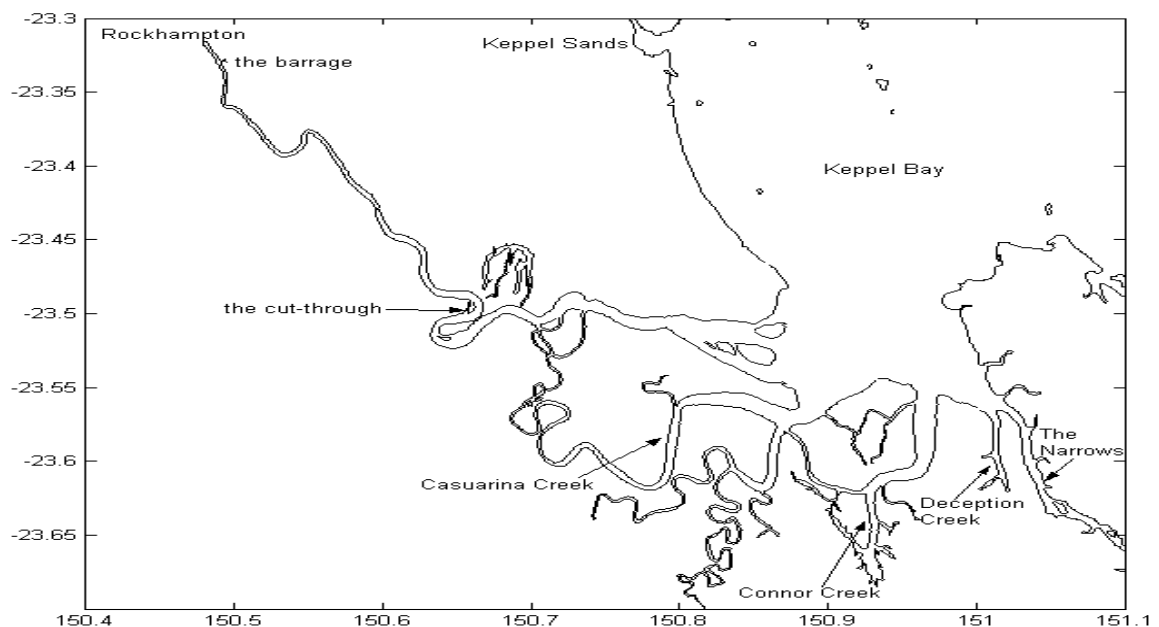 -23.3
Rockhampton
Keppel Sands
the barrage
-23.35
-23.4
Keppel Bay
-23.45
the cut-through
-23.5
-23.55
The
Narrows
-23.6
Casuarina Creek
Deception
Creek
-23.65
Connor Creek
150.4 150.5 150.6 150.7 150.8 150.9 151 151.1